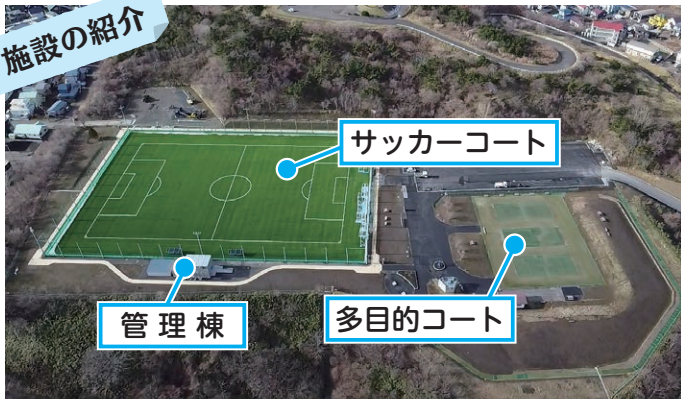 施設の紹介
サッカーコート
管理棟
多目的コート